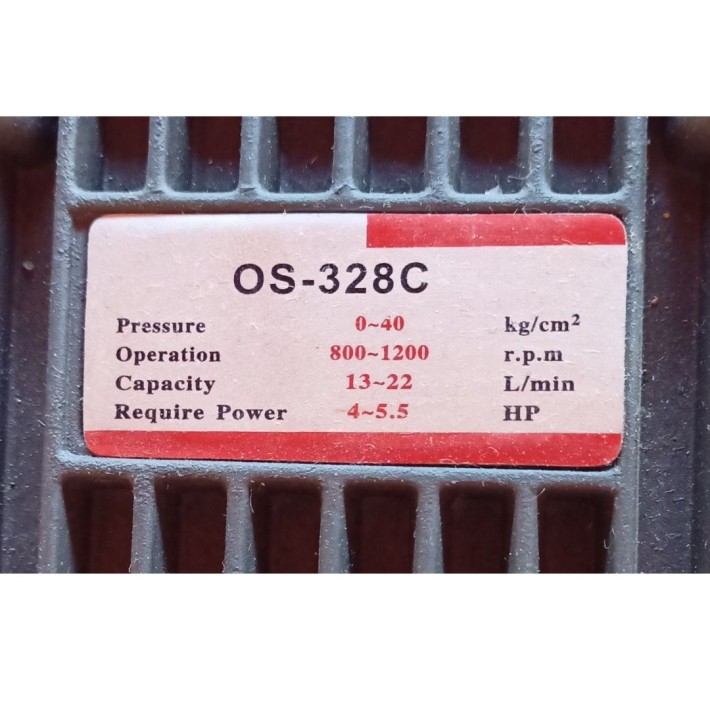 OS-328C
Pressure 0~40 kg/cm²
Operation 800~1200 r.p.m
Capacity 13~22 L/min
Require Power 4~5.5 HP